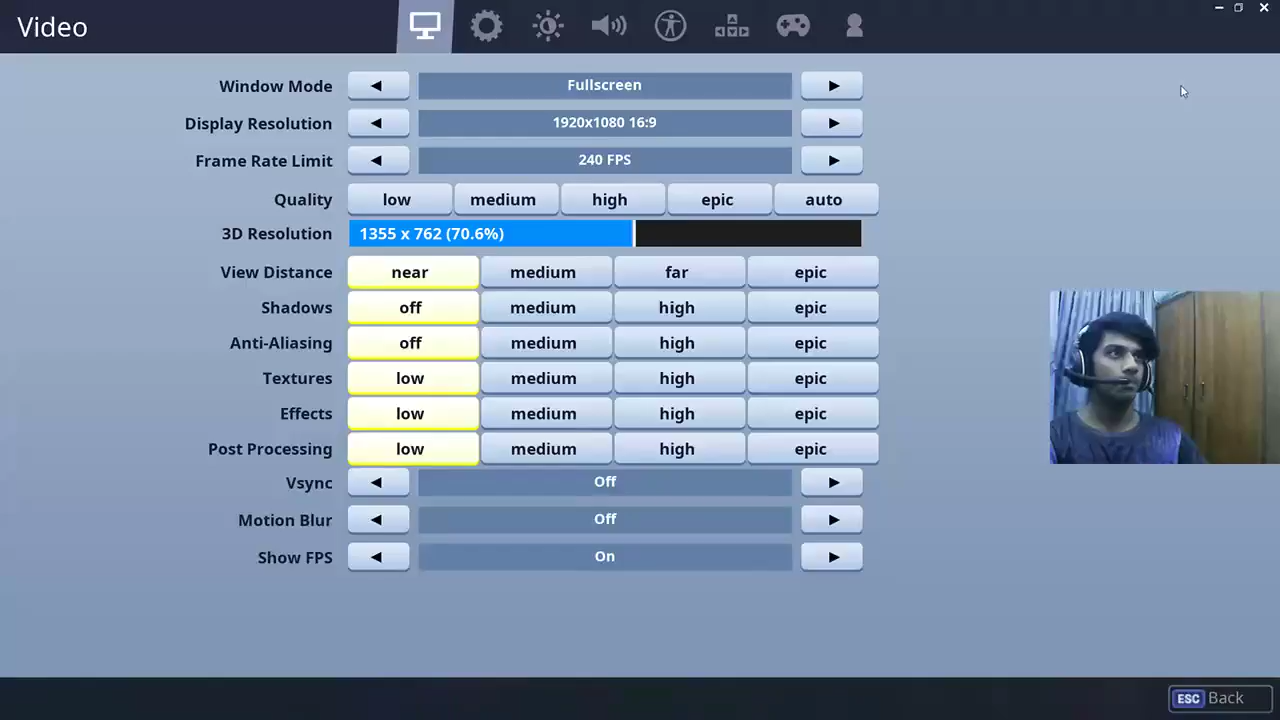 Video
Window Mode Fullscreen
Display Resolution 1920x1080 16:9
Frame Rate Limit 240 FPS
Quality low medium high epic auto
3D Resolution 1355 x 762 (70.6%)
View Distance near medium far epic
Shadows off medium high epic
Anti-Aliasing off medium high epic
Textures low medium high epic
Effects low medium high epic
Post Processing low medium high epic
Vsync Off
Motion Blur Off
Show FPS On
ESC Back